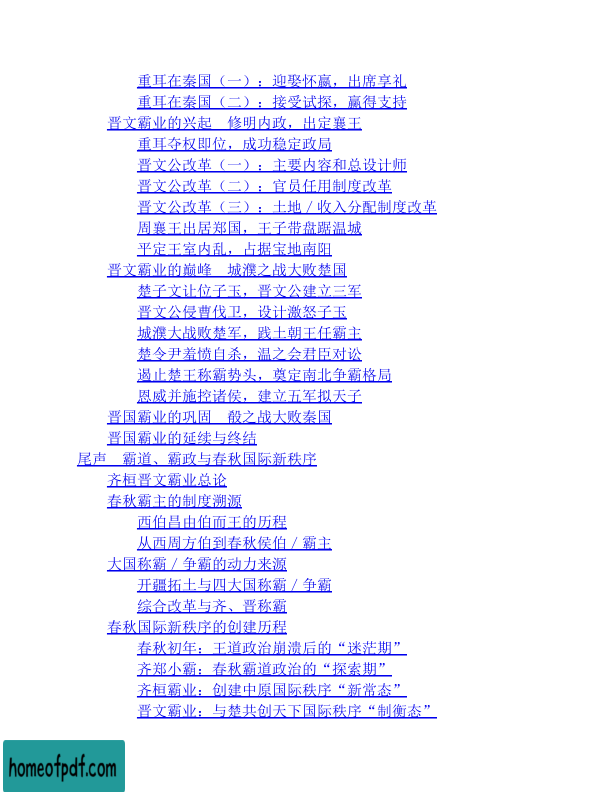 重耳在秦国（一）：迎娶怀嬴，出席享礼
重耳在秦国（二）：接受试探，赢得支持
晋文霸业的兴起　修明内政，出定襄王
重耳夺权即位，成功稳定政局
晋文公改革（一）：主要内容和总设计师
晋文公改革（二）：官员任用制度改革
晋文公改革（三）：土地／收入分配制度改革
周襄王出居郑国，王子带盘踞温城
平定王室内乱，占据宝地南阳
晋文霸业的巅峰　城濮之战大败楚国
楚子文让位子玉，晋文公建立三军
晋文公侵曹伐卫，设计激怒子玉
城濮大战败楚军，践土朝王任霸主
楚令尹羞愤自杀，温之会君臣对讼
遏止楚王称霸势头，奠定南北争霸格局
恩威并施控诸侯，建立五军拟天子
晋国霸业的巩固　殽之战大败秦国
晋国霸业的延续与终结
尾声　霸道、霸政与春秋国际新秩序
齐桓晋文霸业总论
春秋霸主的制度溯源
西伯昌由伯而王的历程
从西周方伯到春秋侯伯／霸主
大国称霸／争霸的动力来源
开疆拓土与四大国称霸／争霸
综合改革与齐、晋称霸
春秋国际新秩序的创建历程
春秋初年：王道政治崩溃后的“迷茫期”
齐郑小霸：春秋霸道政治的“探索期”
齐桓霸业：创建中原国际秩序“新常态”
晋文霸业：与楚共创天下国际秩序“制衡态”
homeofpdf.com